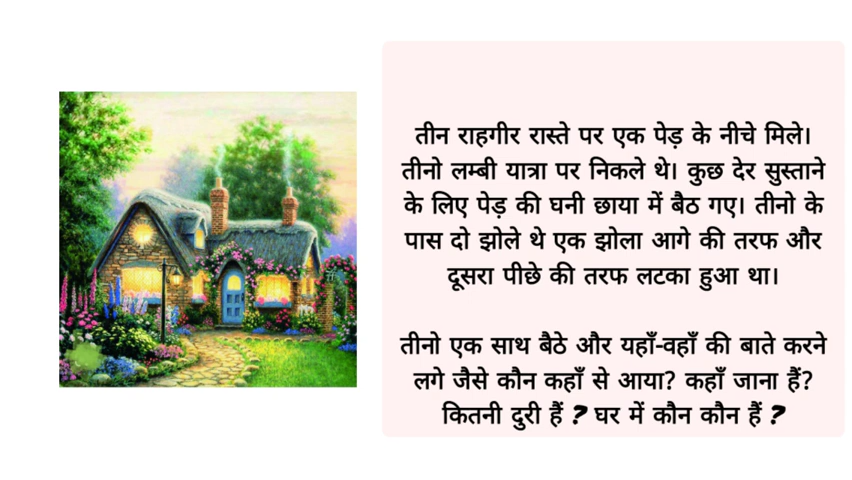 तीन राहगीर रास्ते पर एक पेड़ के नीचे मिले।
तीनो लम्बी यात्रा पर निकले थे। कुछ देर सुस्ताने
के लिए पेड़ की घनी छाया में बैठ गए। तीनो के
पास दो झोले थे एक झोला आगे की तरफ और
दूसरा पीछे की तरफ लटका हुआ था।
तीनो एक साथ बैठे और यहाँ-वहाँ की बाते करने
लगे जैसे कौन कहाँ से आया? कहाँ जाना हैं?
कितनी दुरी हैं ? घर में कौन कौन हैं ?